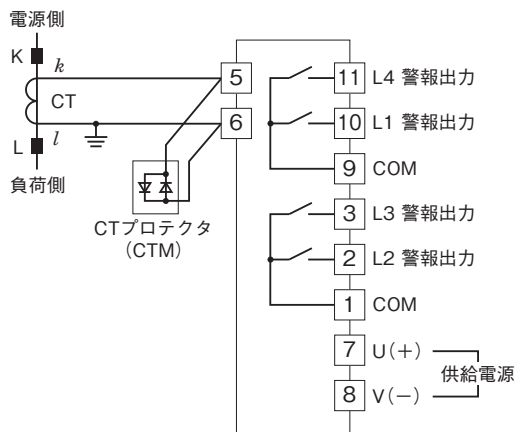 電源側
K
k
CT
l
L
負荷側
CTプロテクタ
(CTM)
5
6
11 L4 警報出力
10 L1 警報出力
9 COM
3 L3 警報出力
2 L2 警報出力
1 COM
7 U(+)
8 V(－)
供給電源